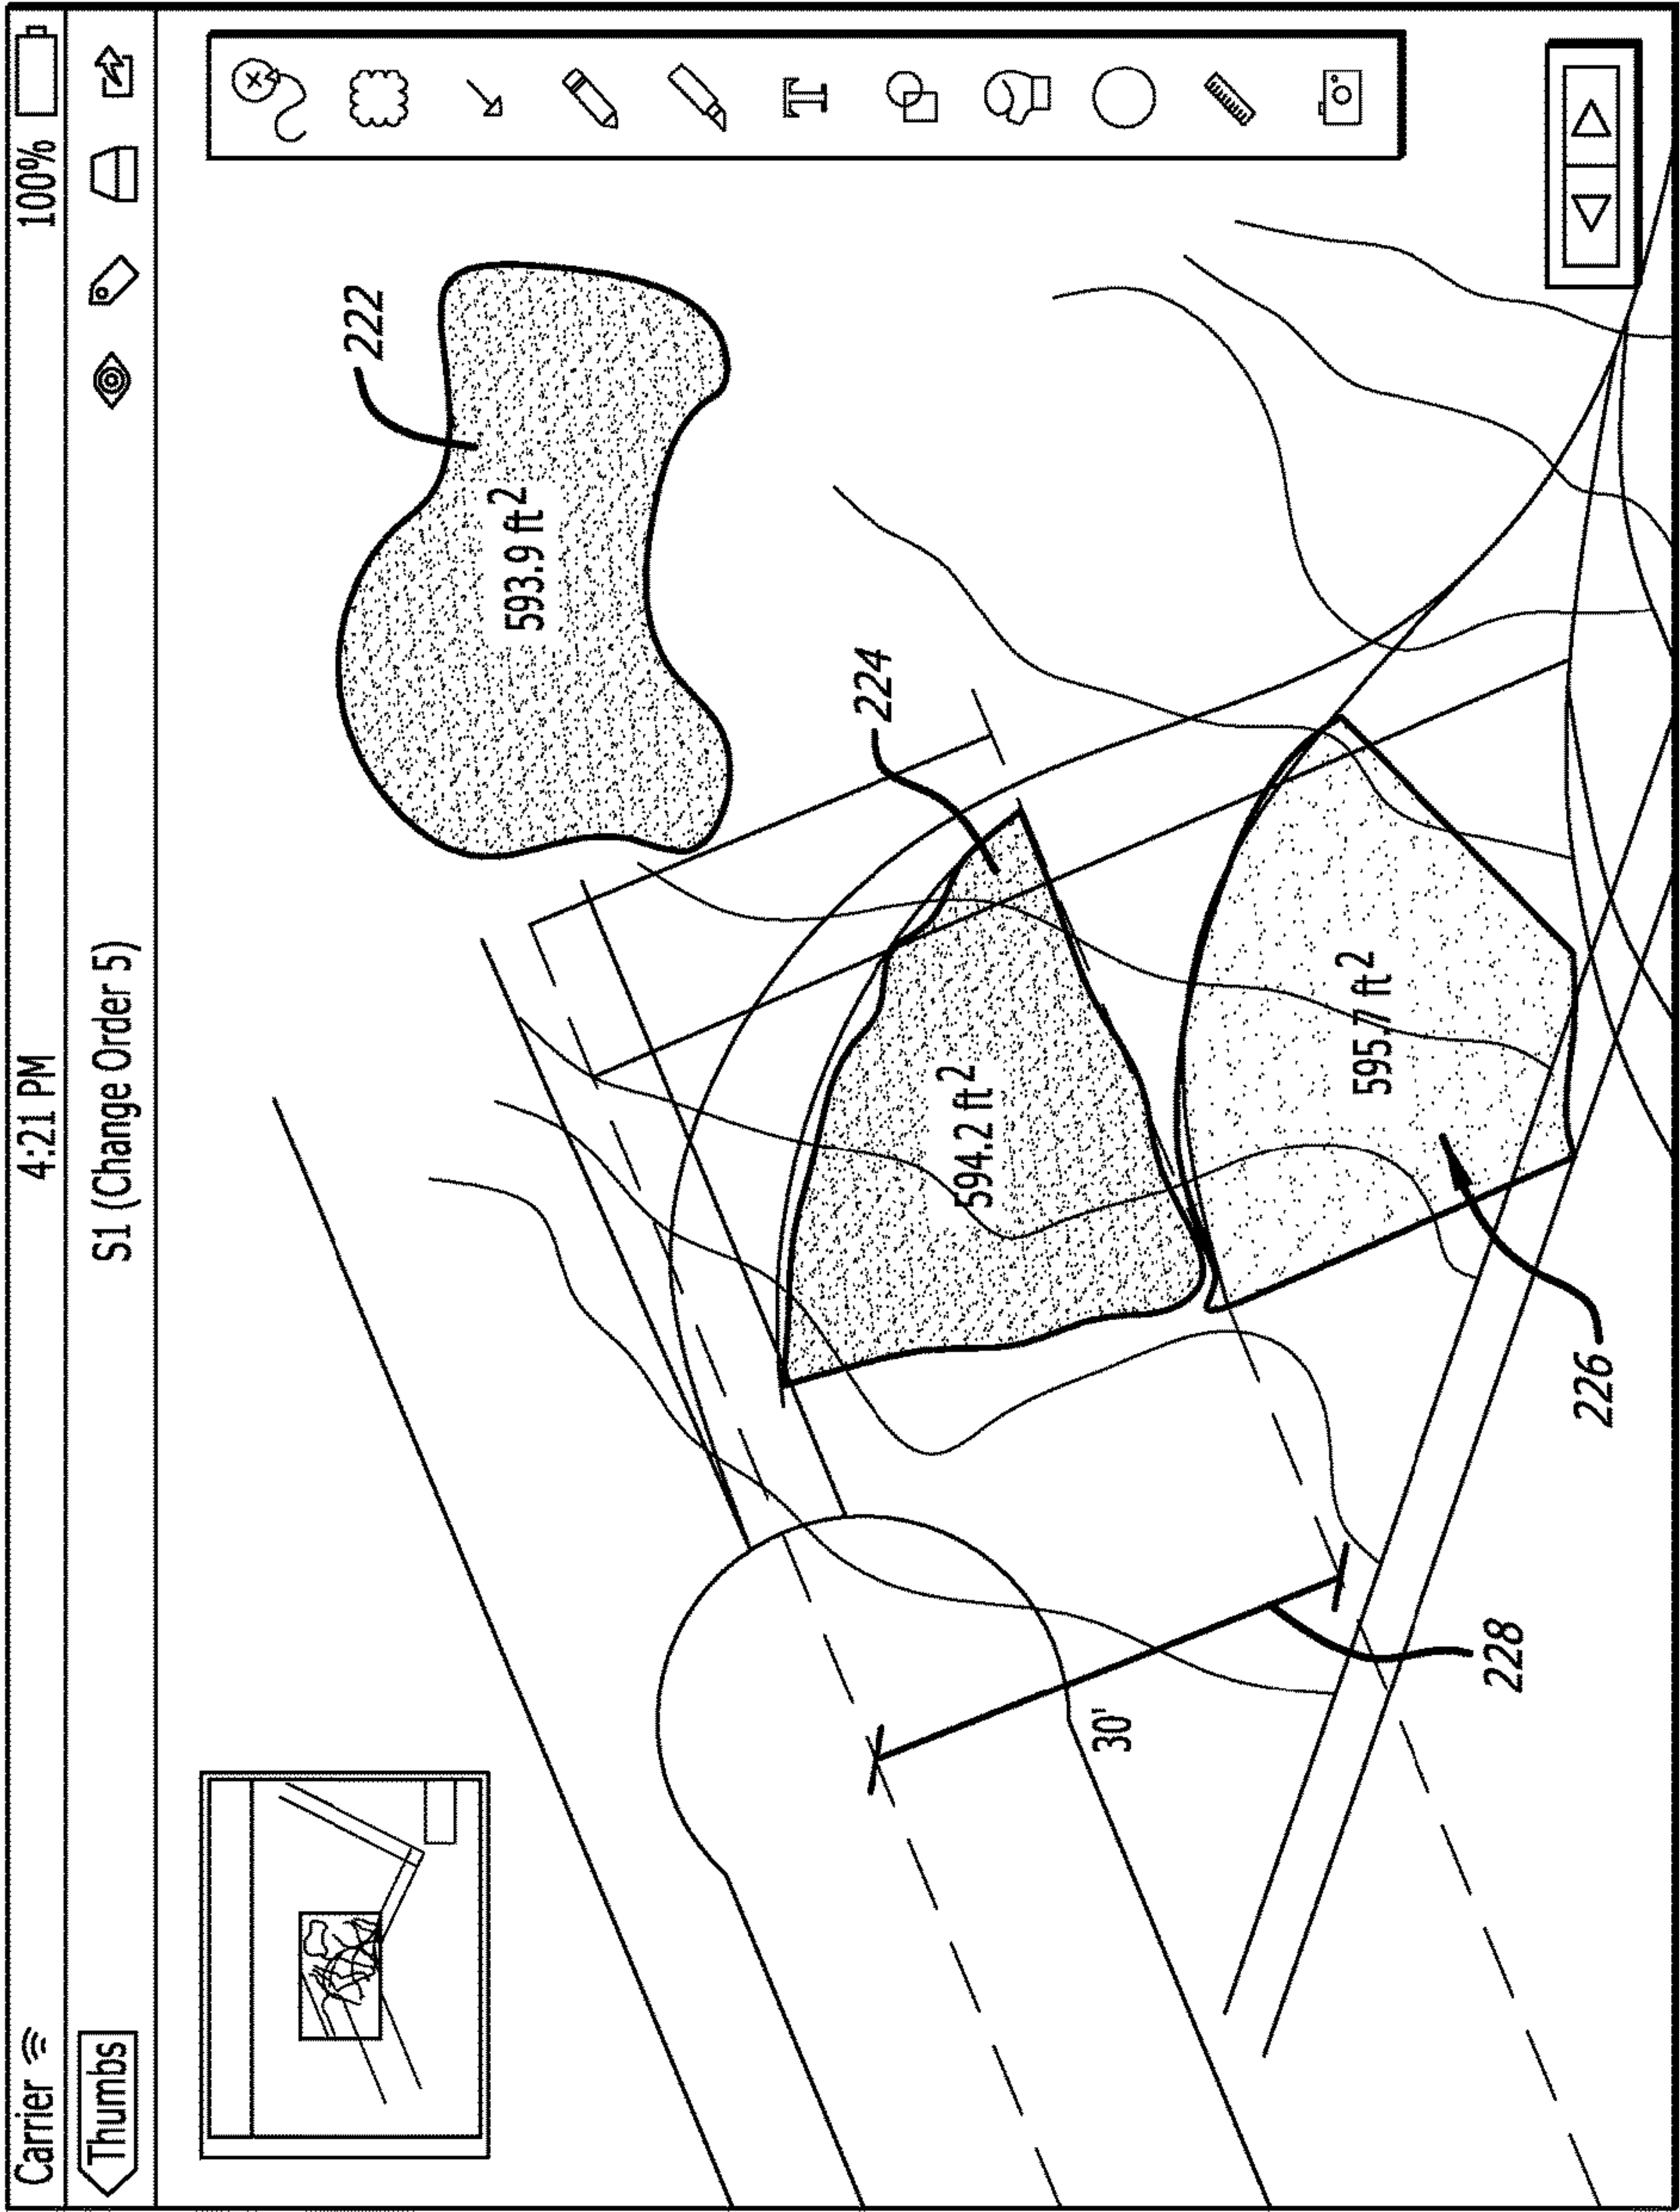 Carrier 4:21 PM 100%
Thumbs S1 (Change Order 5)
T
222
593.9 ft²
224
594.2 ft²
595.7 ft²
226
30'
228